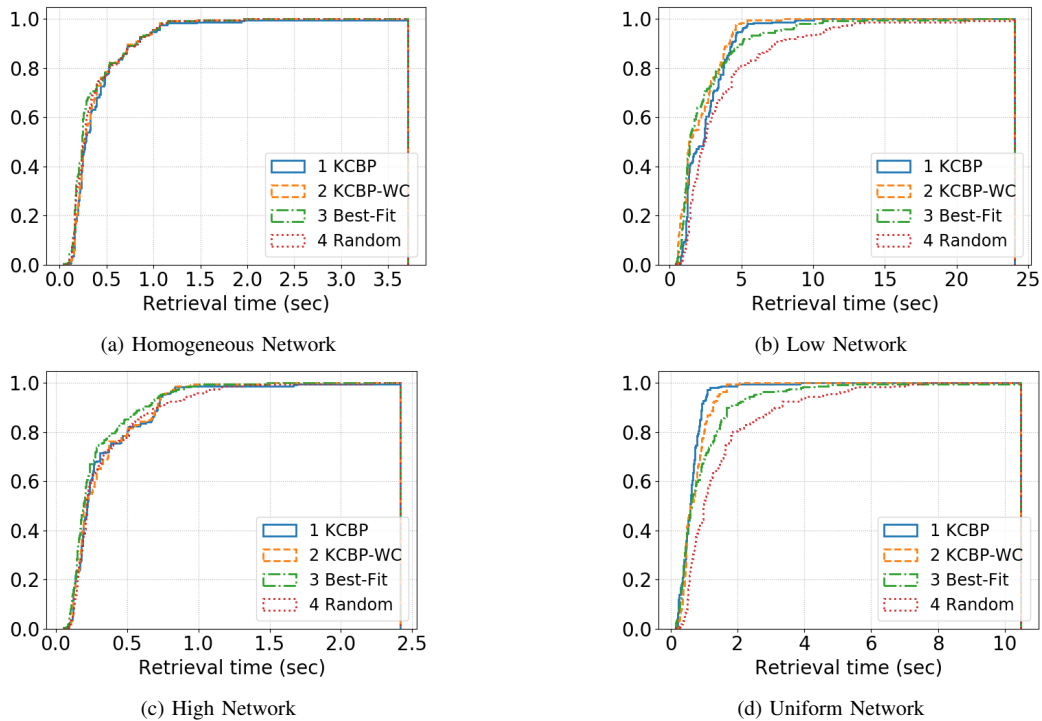 1.0
0.8
0.6
0.4
0.2
0.0
1 KCBP
2 KCBP-WC
3 Best-Fit
4 Random
0.0 0.5 1.0 1.5 2.0 2.5 3.0 3.5
Retrieval time (sec)
(a) Homogeneous Network
1.0
0.8
0.6
0.4
0.2
0.0
1 KCBP
2 KCBP-WC
3 Best-Fit
4 Random
0 5 10 15 20 25
Retrieval time (sec)
(b) Low Network
1.0
0.8
0.6
0.4
0.2
0.0
1 KCBP
2 KCBP-WC
3 Best-Fit
4 Random
0.0 0.5 1.0 1.5 2.0 2.5
Retrieval time (sec)
(c) High Network
1.0
0.8
0.6
0.4
0.2
0.0
1 KCBP
2 KCBP-WC
3 Best-Fit
4 Random
0 2 4 6 8 10
Retrieval time (sec)
(d) Uniform Network